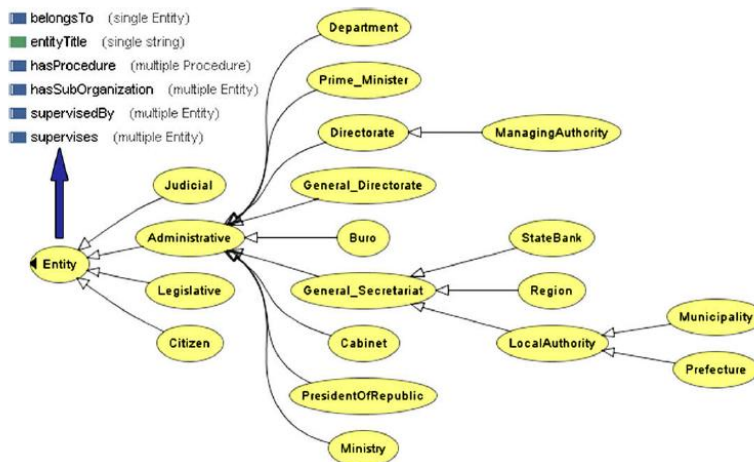 belongsTo (single Entity)
entityTitle (single string)
hasProcedure (multiple Procedure)
hasSubOrganization (multiple Entity)
supervisedBy (multiple Entity)
supervises (multiple Entity)
Department
Prime_Minister
Directorate
ManagingAuthority
Judicial
General_Directorate
Administrative
Buro
StateBank
Entity
Legislative
General_Secretariat
Region
Municipality
Citizen
Cabinet
LocalAuthority
Prefecture
PresidentOfRepublic
Ministry